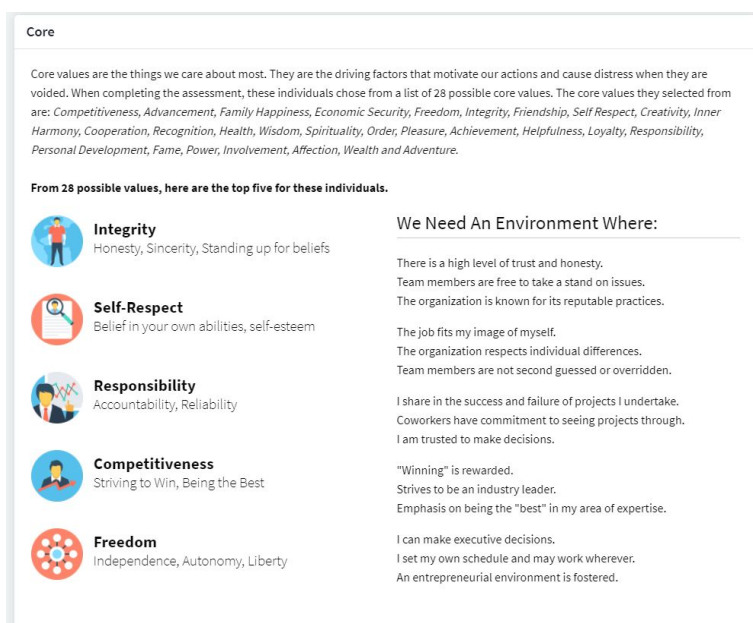 Core
Core values are the things we care about most. They are the driving factors that motivate our actions and cause distress when they are
voided. When completing the assessment, these individuals chose from a list of 28 possible core values. The core values they selected from
are: Competitiveness, Advancement, Family Happiness, Economic Security, Freedom, Integrity, Friendship, Self Respect, Creativity, Inner
Harmony, Cooperation, Recognition, Health, Wisdom, Spirituality, Order, Pleasure, Achievement, Helpfulness, Loyalty, Responsibility,
Personal Development, Fame, Power, Involvement, Affection, Wealth and Adventure.
From 28 possible values, here are the top five for these individuals.
Integrity
Honesty, Sincerity, Standing up for beliefs
Self-Respect
Belief in your own abilities, self-esteem
Responsibility
Accountability, Reliability
Competitiveness
Striving to Win, Being the Best
Freedom
Independence, Autonomy, Liberty
We Need An Environment Where:
There is a high level of trust and honesty.
Team members are free to take a stand on issues.
The organization is known for its reputable practices.
The job fits my image of myself.
The organization respects individual differences.
Team members are not second guessed or overridden.
I share in the success and failure of projects I undertake.
Coworkers have commitment to seeing projects through.
I am trusted to make decisions.
"Winning" is rewarded.
Strives to be an industry leader.
Emphasis on being the "best" in my area of expertise.
I can make executive decisions.
I set my own schedule and may work wherever.
An entrepreneurial environment is fostered.